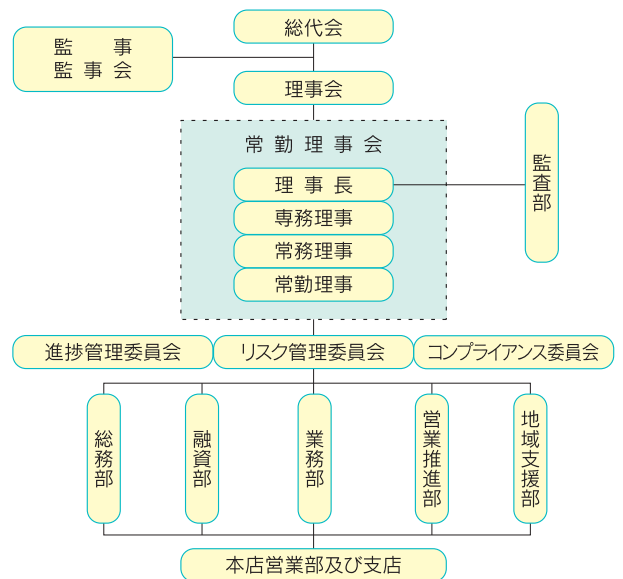 総代会
監事
監事会
理事会
常勤理事会
理事長
専務理事
常務理事
常勤理事
監査部
進捗管理委員会
リスク管理委員会
コンプライアンス委員会
総務部
融資部
業務部
営業推進部
地域支援部
本店営業部及び支店